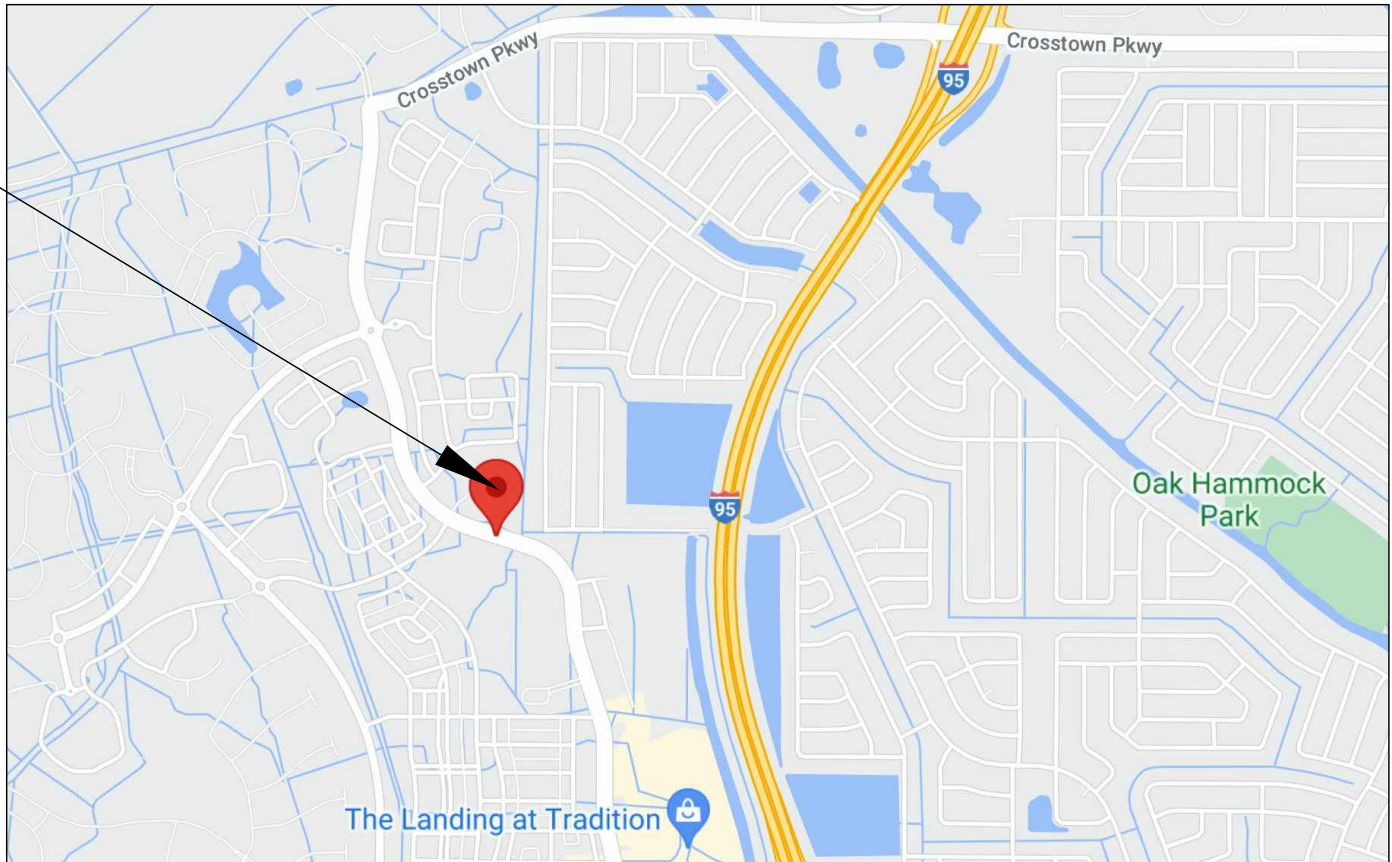 Crosstown Pkwy
Crosstown Pkwy
95
95
Oak Hammock
Park
The Landing at Tradition